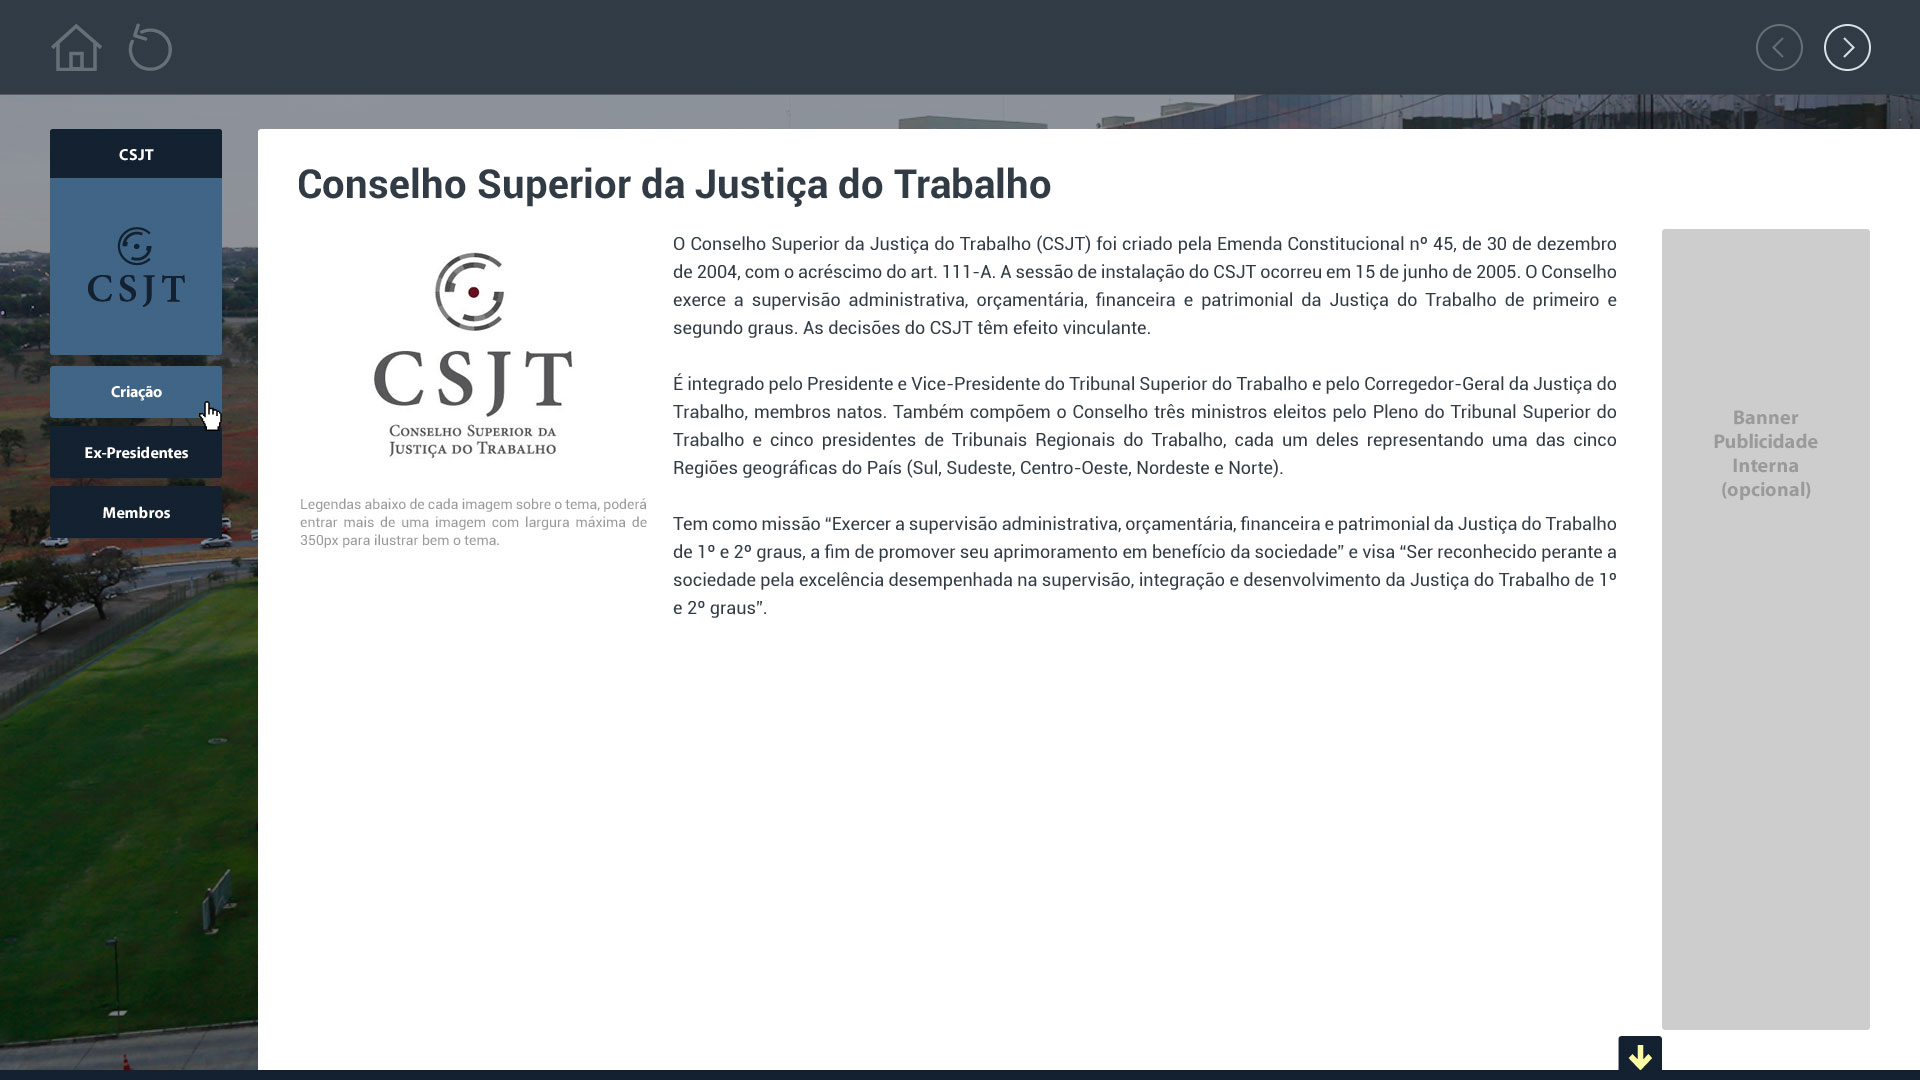 CSJT
CSJT
Criação
Ex-Presidentes
Membros
Conselho Superior da Justiça do Trabalho
CSJT
Conselho Superior da
Justiça do Trabalho
Legendas abaixo de cada imagem sobre o tema, poderá
entrar mais de uma imagem com largura máxima de
350px para ilustrar bem o tema.
O Conselho Superior da Justiça do Trabalho (CSJT) foi criado pela Emenda Constitucional nº 45, de 30 de dezembro
de 2004, com o acréscimo do art. 111-A. A sessão de instalação do CSJT ocorreu em 15 de junho de 2005. O Conselho
exerce a supervisão administrativa, orçamentária, financeira e patrimonial da Justiça do Trabalho de primeiro e
segundo graus. As decisões do CSJT têm efeito vinculante.
É integrado pelo Presidente e Vice-Presidente do Tribunal Superior do Trabalho e pelo Corregedor-Geral da Justiça do
Trabalho, membros natos. Também compõem o Conselho três ministros eleitos pelo Pleno do Tribunal Superior do
Trabalho e cinco presidentes de Tribunais Regionais do Trabalho, cada um deles representando uma das cinco
Regiões geográficas do País (Sul, Sudeste, Centro-Oeste, Nordeste e Norte).
Tem como missão “Exercer a supervisão administrativa, orçamentária, financeira e patrimonial da Justiça do Trabalho
de 1º e 2º graus, a fim de promover seu aprimoramento em benefício da sociedade” e visa “Ser reconhecido perante a
sociedade pela excelência desempenhada na supervisão, integração e desenvolvimento da Justiça do Trabalho de 1º
e 2º graus”.
Banner
Publicidade
Interna
(opcional)